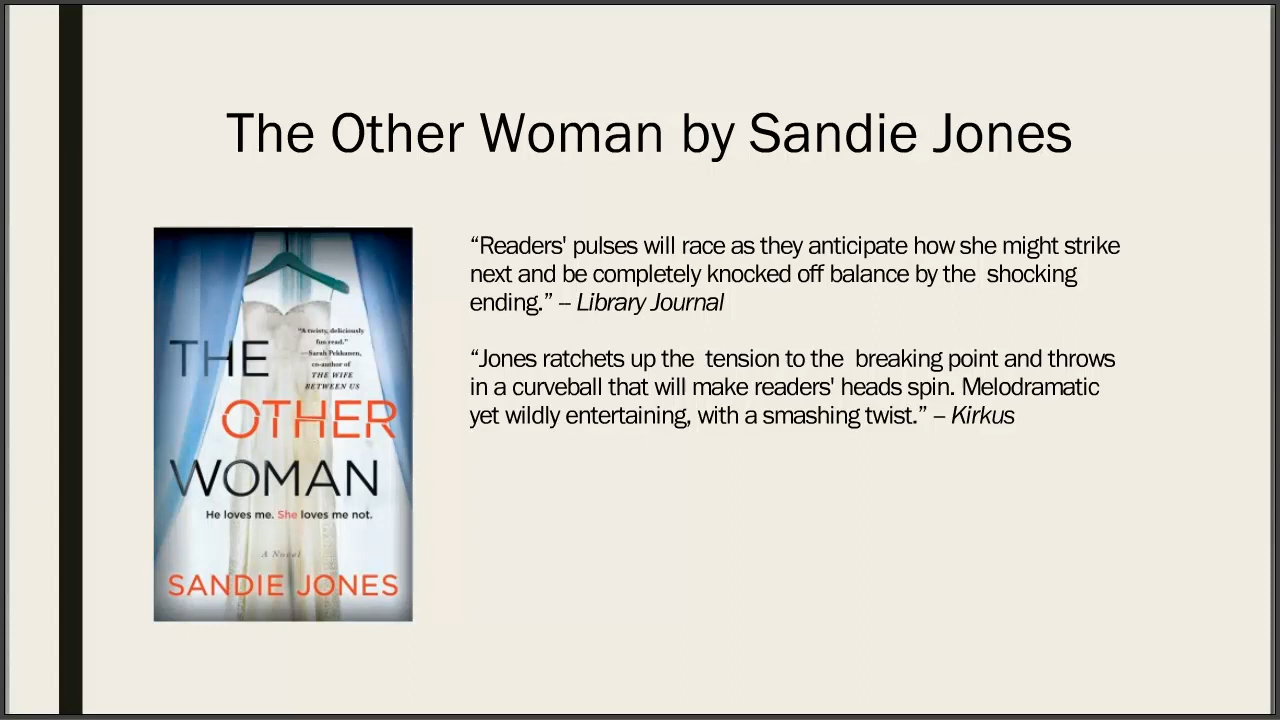 The Other Woman by Sandie Jones
“Readers' pulses will race as they anticipate how she might strike
next and be completely knocked off balance by the  shocking
ending.” – Library Journal
“Jones ratchets up the  tension to the  breaking point and throws
in a curveball that will make readers' heads spin. Melodramatic
yet wildly entertaining, with a smashing twist.” – Kirkus
“A twisty, deliciously
fun read.”
—Sarah Pekkanen,
co-author of
THE WIFE
BETWEEN US
THE
OTHER
WOMAN
He loves me. She loves me not.
A Novel
SANDIE JONES